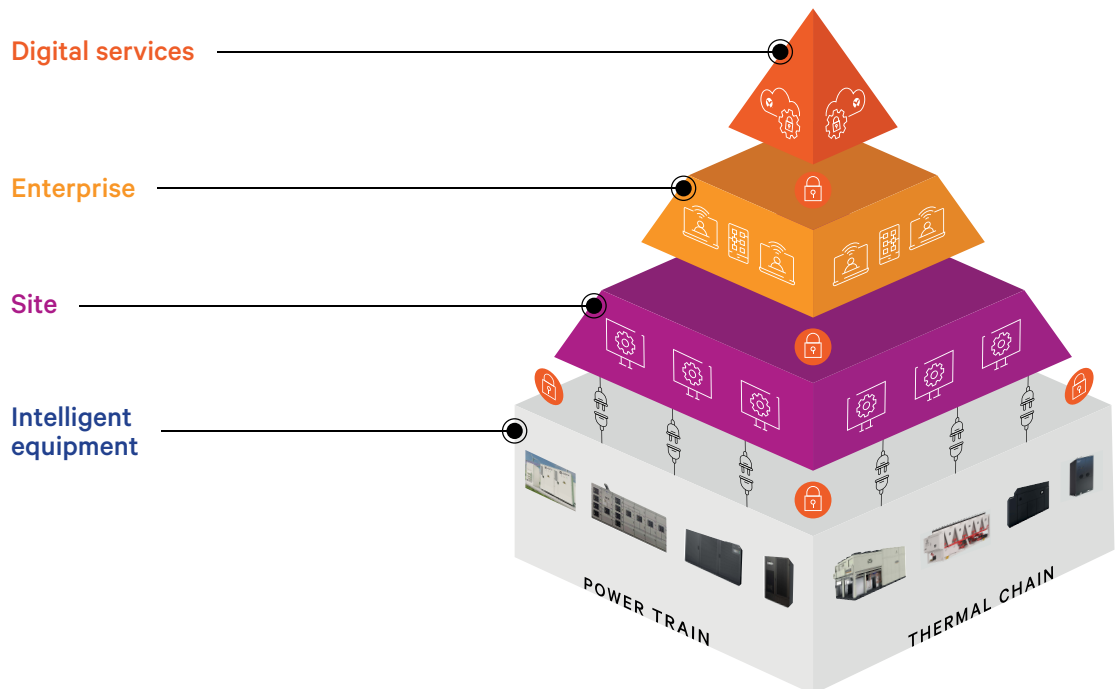 Digital services
Enterprise
Site
Intelligent
equipment
POWER TRAIN
THERMAL CHAIN